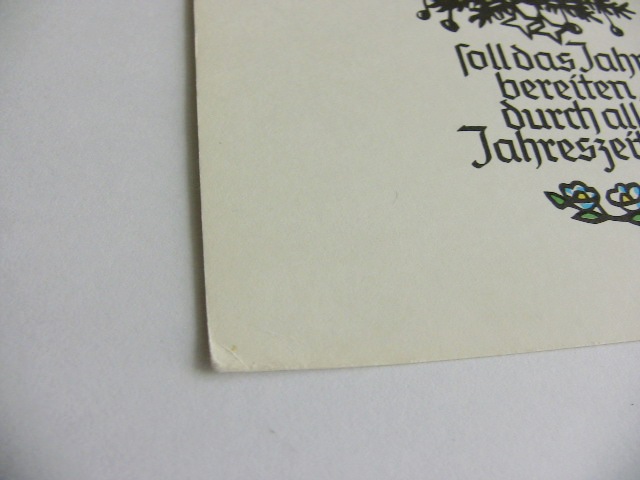 soll das Jahr
bereiten
durch all
Jahreszeit